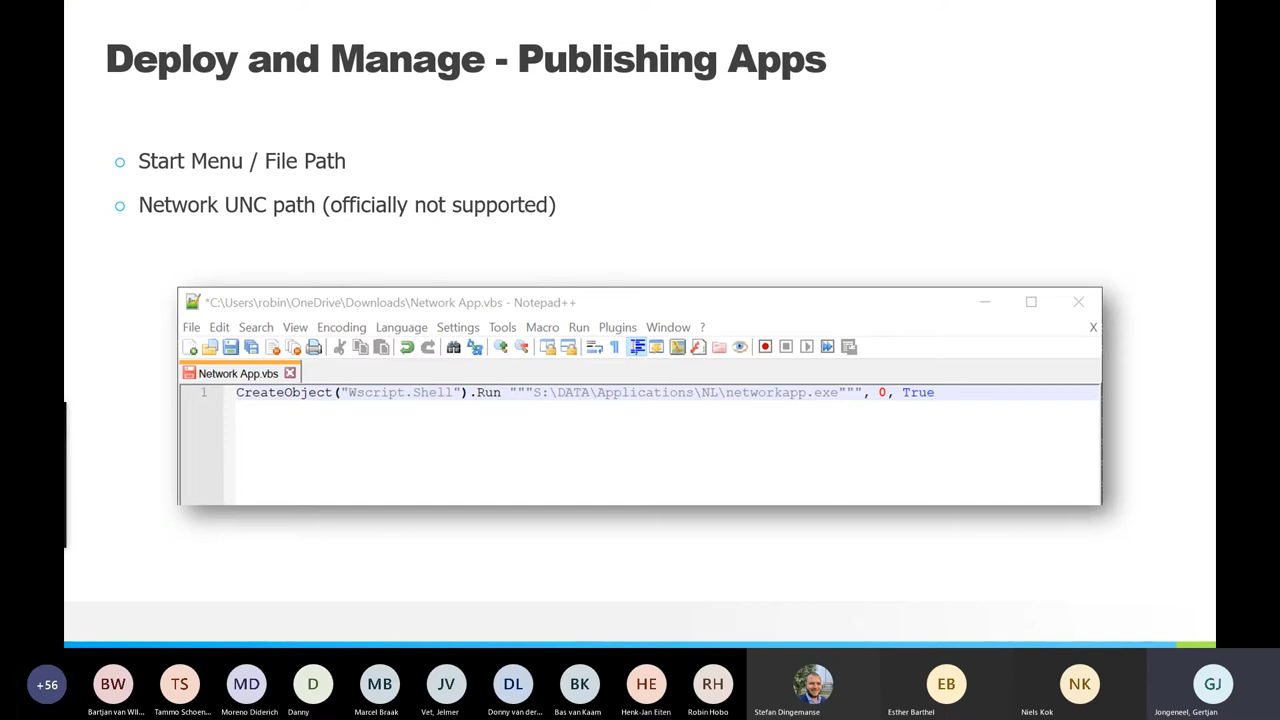 Deploy and Manage - Publishing Apps
Start Menu / File Path
Network UNC path (officially not supported)
*C:\Users\robin\OneDrive\Downloads\Network App.vbs - Notepad++
File Edit Search View Encoding Language Settings Tools Macro Run Plugins Window ? X
Network App.vbs
1 CreateObject("Wscript.Shell").Run """S:\DATA\Applications\NL\networkapp.exe""", 0, True
+56 BW TS MD D MB JV DL BK HE RH EB NK GJ
Bartjan van Wil... Tammo Schoen... Moreno Diderich Danny Marcel Braak Vet, Jelmer Donny van der... Bas van Kaam Henk-Jan Eiten Robin Hobo Stefan Dingemanse Esther Barthel Niels Kok Jongeneel, Gertjan